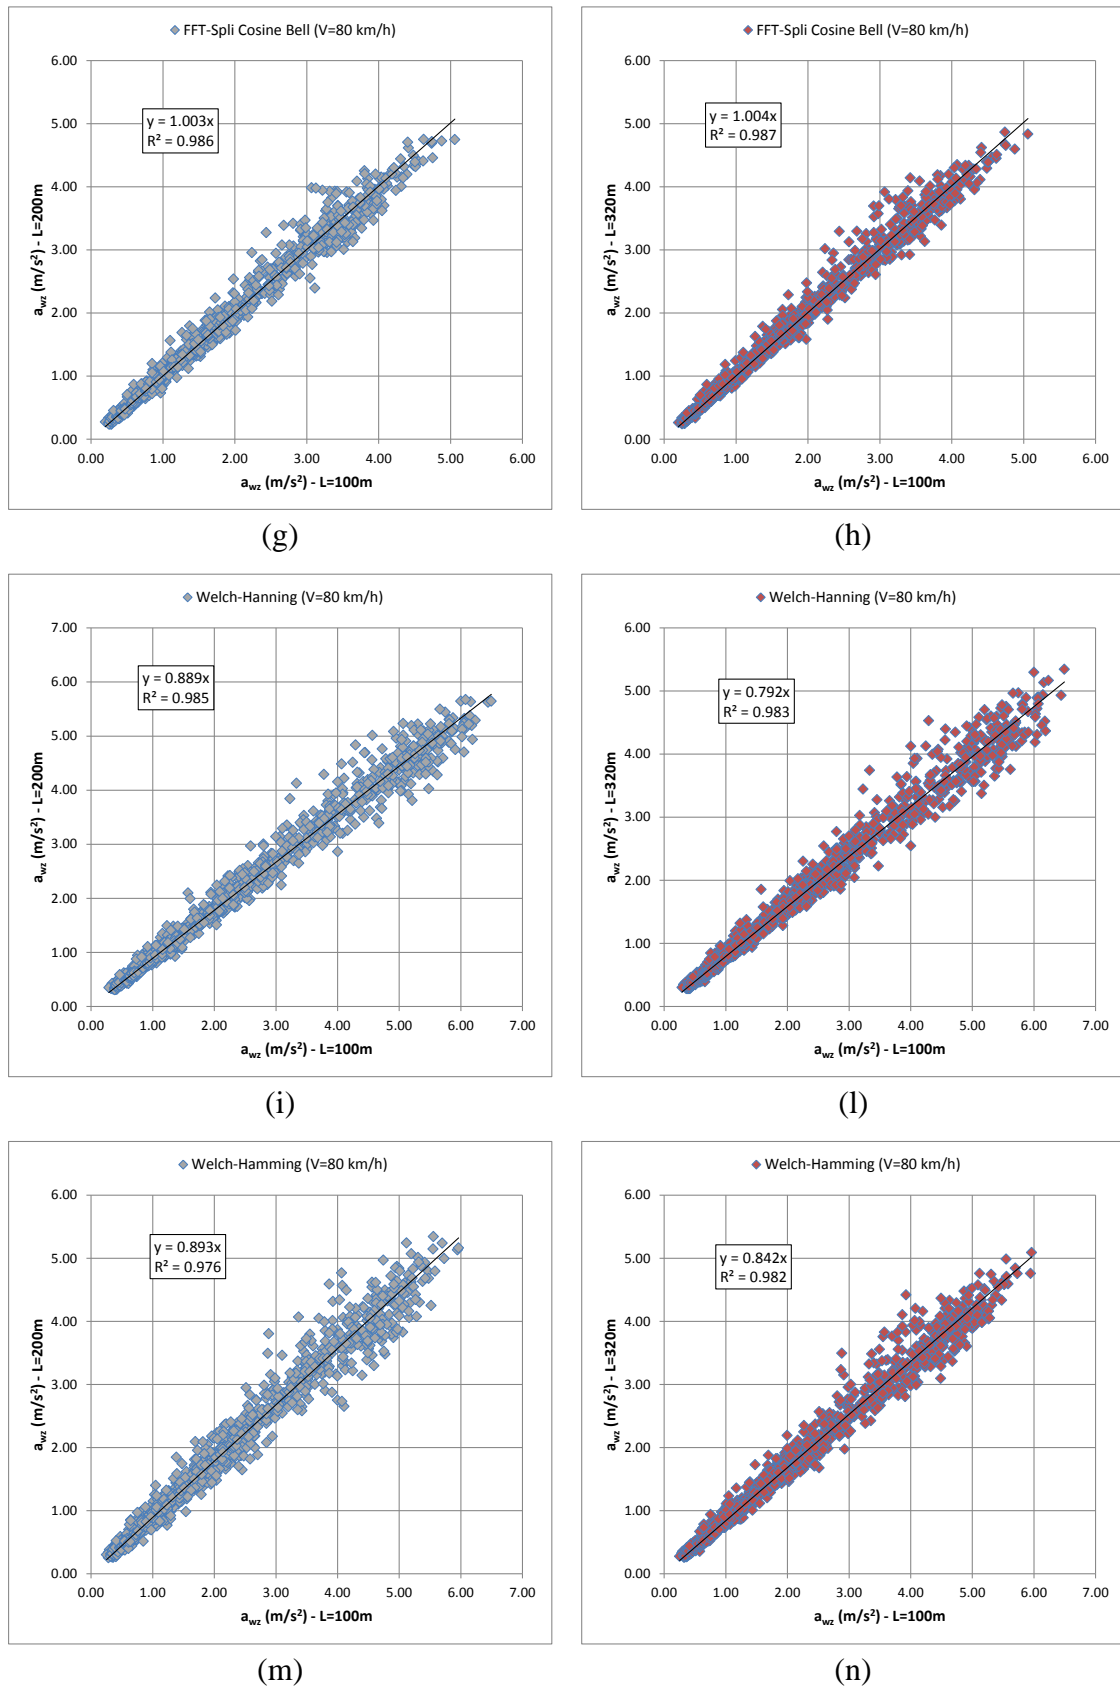 FFT-Spli Cosine Bell (V=80 km/h)
6.00
5.00
4.00
3.00
2.00
1.00
0.00
y = 1.003x
R² = 0.986
a_wz (m/s²) - L=200m
0.00 1.00 2.00 3.00 4.00 5.00 6.00
a_wz (m/s²) - L=100m
(g)
FFT-Spli Cosine Bell (V=80 km/h)
6.00
5.00
4.00
3.00
2.00
1.00
0.00
y = 1.004x
R² = 0.987
a_wz (m/s²) - L=320m
0.00 1.00 2.00 3.00 4.00 5.00 6.00
a_wz (m/s²) - L=100m
(h)
Welch-Hanning (V=80 km/h)
7.00
6.00
5.00
4.00
3.00
2.00
1.00
0.00
y = 0.889x
R² = 0.985
a_wz (m/s²) - L=200m
0.00 1.00 2.00 3.00 4.00 5.00 6.00 7.00
a_wz (m/s²) - L=100m
(i)
Welch-Hanning (V=80 km/h)
6.00
5.00
4.00
3.00
2.00
1.00
0.00
y = 0.792x
R² = 0.983
a_wz (m/s²) - L=320m
0.00 1.00 2.00 3.00 4.00 5.00 6.00 7.00
a_wz (m/s²) - L=100m
(l)
Welch-Hamming (V=80 km/h)
6.00
5.00
4.00
3.00
2.00
1.00
0.00
y = 0.893x
R² = 0.976
a_wz (m/s²) - L=200m
0.00 1.00 2.00 3.00 4.00 5.00 6.00 7.00
a_wz (m/s²) - L=100m
(m)
Welch-Hamming (V=80 km/h)
6.00
5.00
4.00
3.00
2.00
1.00
0.00
y = 0.842x
R² = 0.982
a_wz (m/s²) - L=320m
0.00 1.00 2.00 3.00 4.00 5.00 6.00 7.00
a_wz (m/s²) - L=100m
(n)